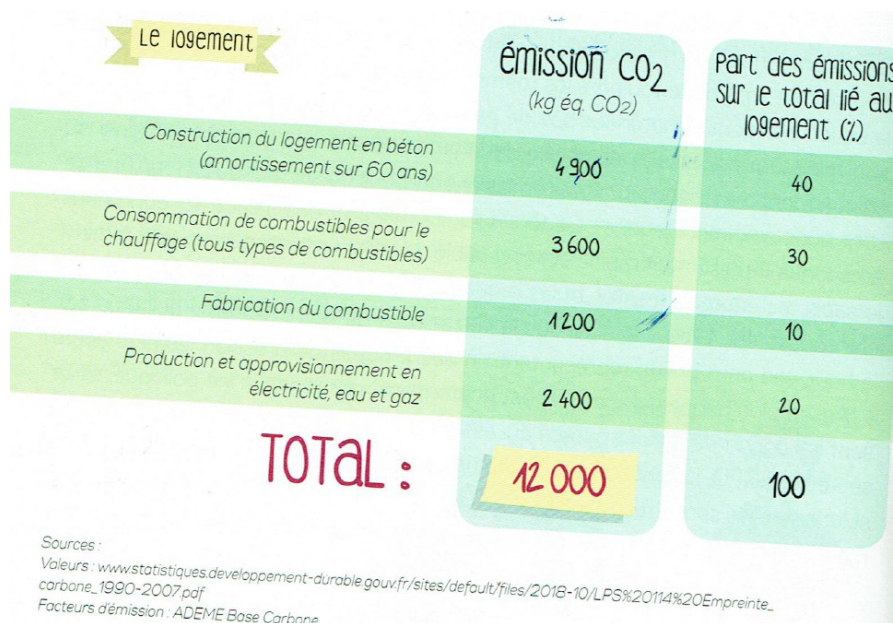 Le logement
émission CO2
(kg éq. CO2)
Part des émissions
sur le total lié au
logement (%)
Construction du logement en béton
(amortissement sur 60 ans)
4 900
40
Consommation de combustibles pour le
chauffage (tous types de combustibles)
3 600
30
Fabrication du combustible
1 200
10
Production et approvisionnement en
électricité, eau et gaz
2 400
20
TOTAL :
12 000
100
Sources :
Valeurs : www.statistiques.developpement-durable.gouv.fr/sites/default/files/2018-10/LPS%20114%20Empreinte_
carbone_1990-2007.pdf
Facteurs d'émission : ADEME Base Carbone